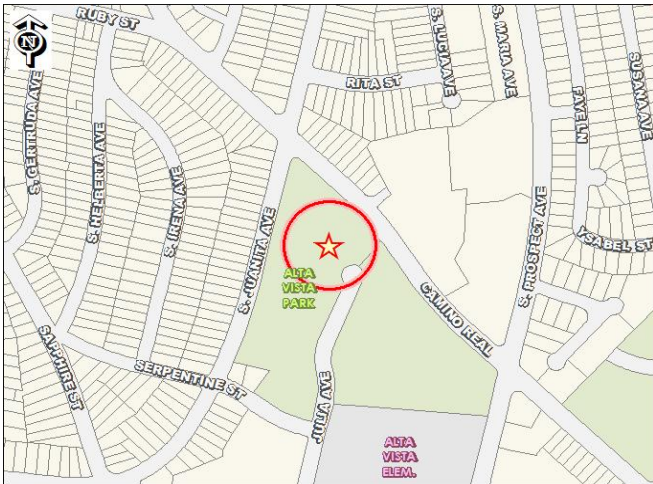 RUBY ST
N
S. GERTRUDA AVE
S. HELBERTA AVE
S. IRENA AVE
S. JUANITA AVE
RITA ST
S. LUCIA AVE
S. MARIA AVE
FAYE LN
SUSANA AVE
S. PROSPECT AVE
YSABEL ST
CAMINO REAL
ALTA
VISTA
PARK
SAPPHIRE ST
SERPENTINE ST
JULIA AVE
ALTA
VISTA
ELEM.